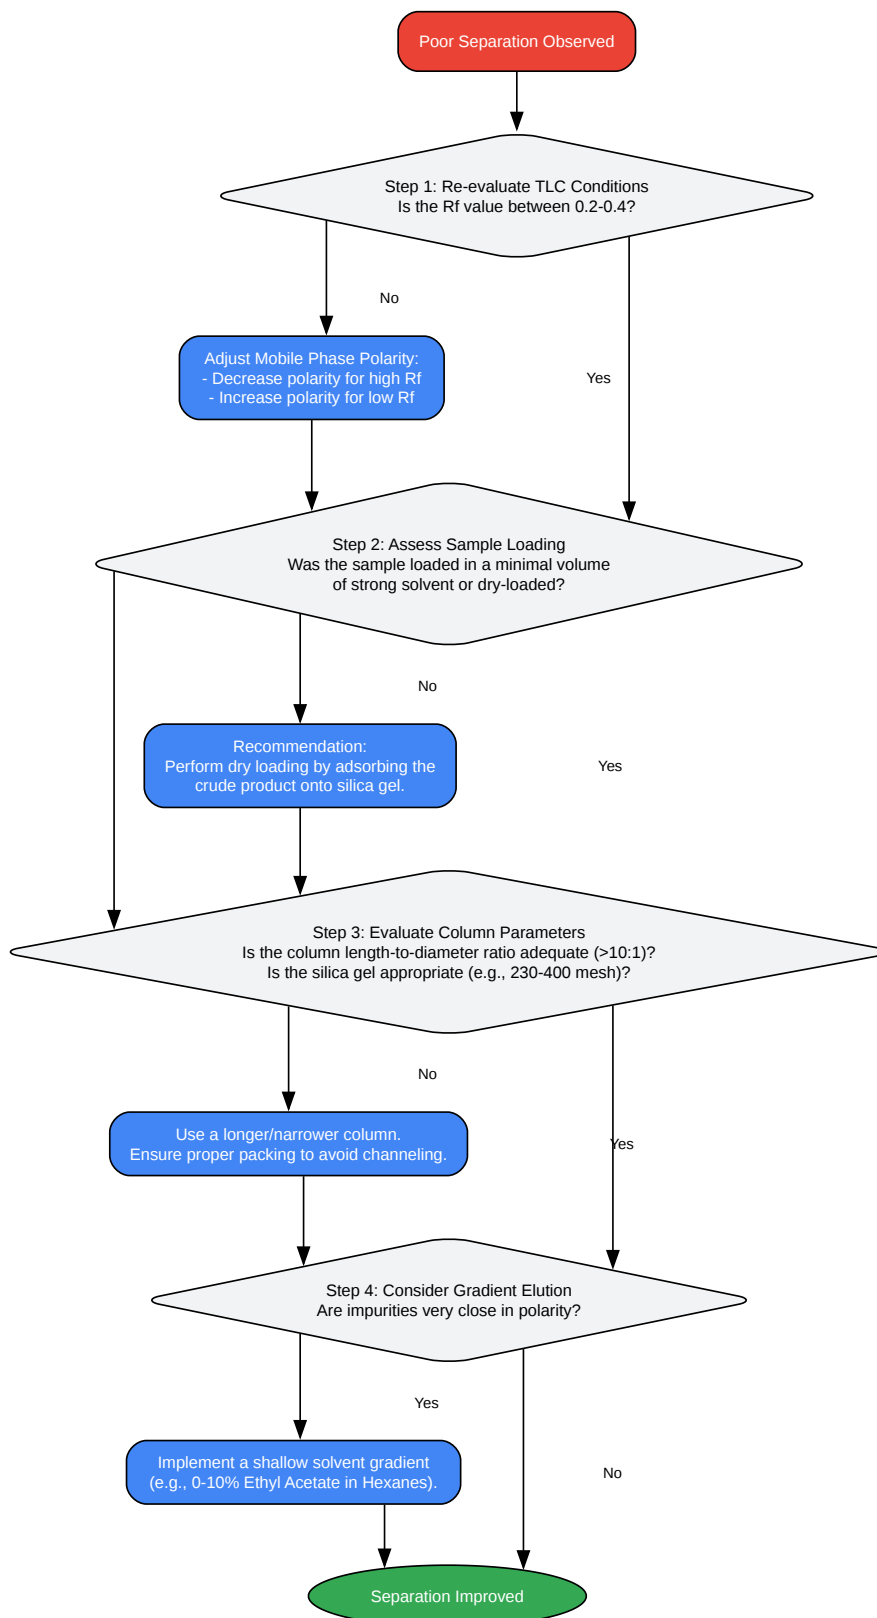 Poor Separation Observed
Step 1: Re-evaluate TLC Conditions
Is the Rf value between 0.2-0.4?
No
Adjust Mobile Phase Polarity:
- Decrease polarity for high Rf
- Increase polarity for low Rf
Yes
Step 2: Assess Sample Loading
Was the sample loaded in a minimal volume
of strong solvent or dry-loaded?
No
Recommendation:
Perform dry loading by adsorbing the
crude product onto silica gel.
Yes
Step 3: Evaluate Column Parameters
Is the column length-to-diameter ratio adequate (>10:1)?
Is the silica gel appropriate (e.g., 230-400 mesh)?
No
Use a longer/narrower column.
Ensure proper packing to avoid channeling.
Yes
Step 4: Consider Gradient Elution
Are impurities very close in polarity?
Yes
Implement a shallow solvent gradient
(e.g., 0-10% Ethyl Acetate in Hexanes).
No
Separation Improved